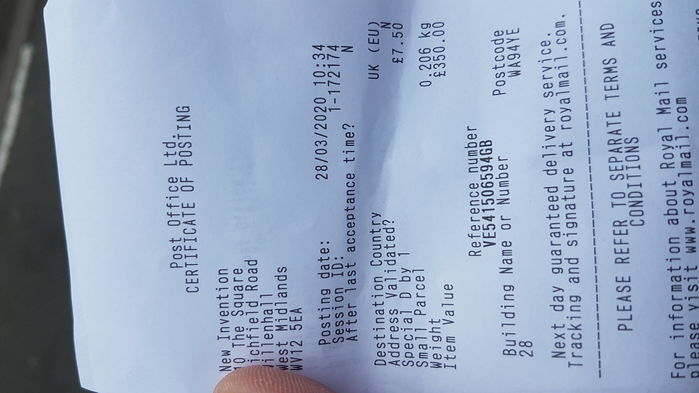 Post Office Ltd.
CERTIFICATE OF POSTING
New Invention
10 The Square
ichfield Road
illenhall
West Midlands
WV12 5EA
Posting date: 28/03/2020 10:34
Session ID: 1-172174
After last acceptance time? N
Destination Country UK (EU)
Address Validated? N
Special D by 1 £7.50
Small Parcel
Weight 0.206 kg
Item Value £350.00
Reference number
VE541506594GB
Building Name or Number Postcode
28 WA94YE
Next day guaranteed delivery service.
Tracking and signature at royalmail.com.
PLEASE REFER TO SEPARATE TERMS AND
CONDITIONS
For information about Royal Mail services
please visit www.royalmail.com